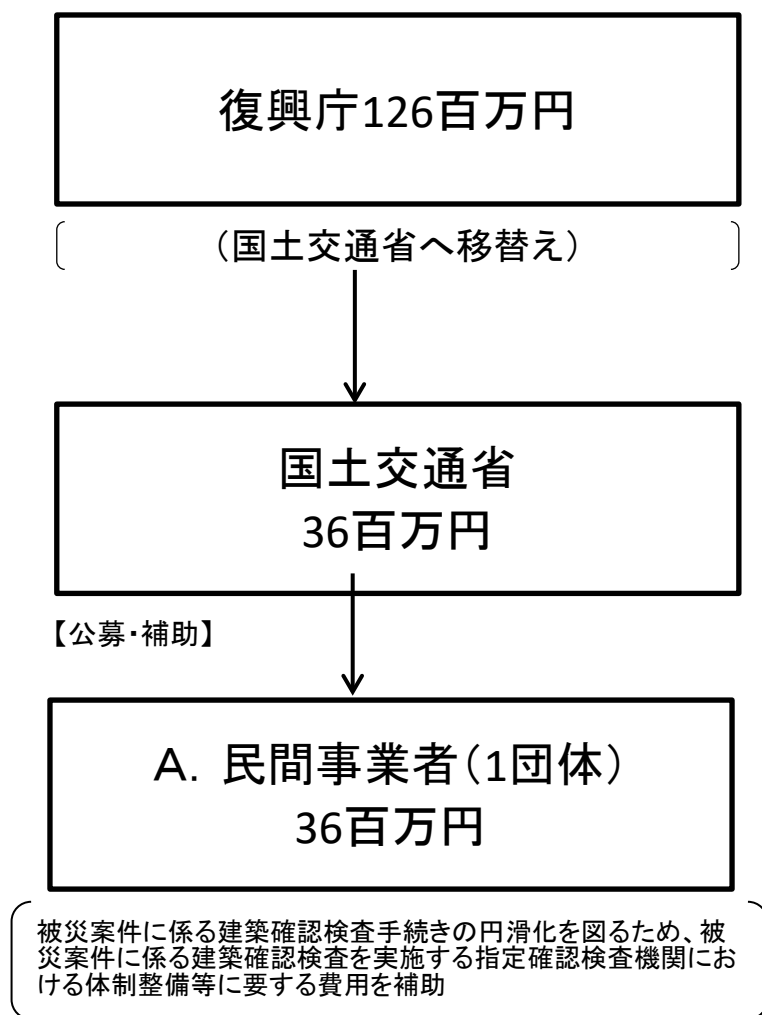 復興庁126百万円
（国土交通省へ移替え）
国土交通省
36百万円
【公募・補助】
A．民間事業者（1団体）
36百万円
被災案件に係る建築確認検査手続きの円滑化を図るため、被
災案件に係る建築確認検査を実施する指定確認検査機関にお
ける体制整備等に要する費用を補助